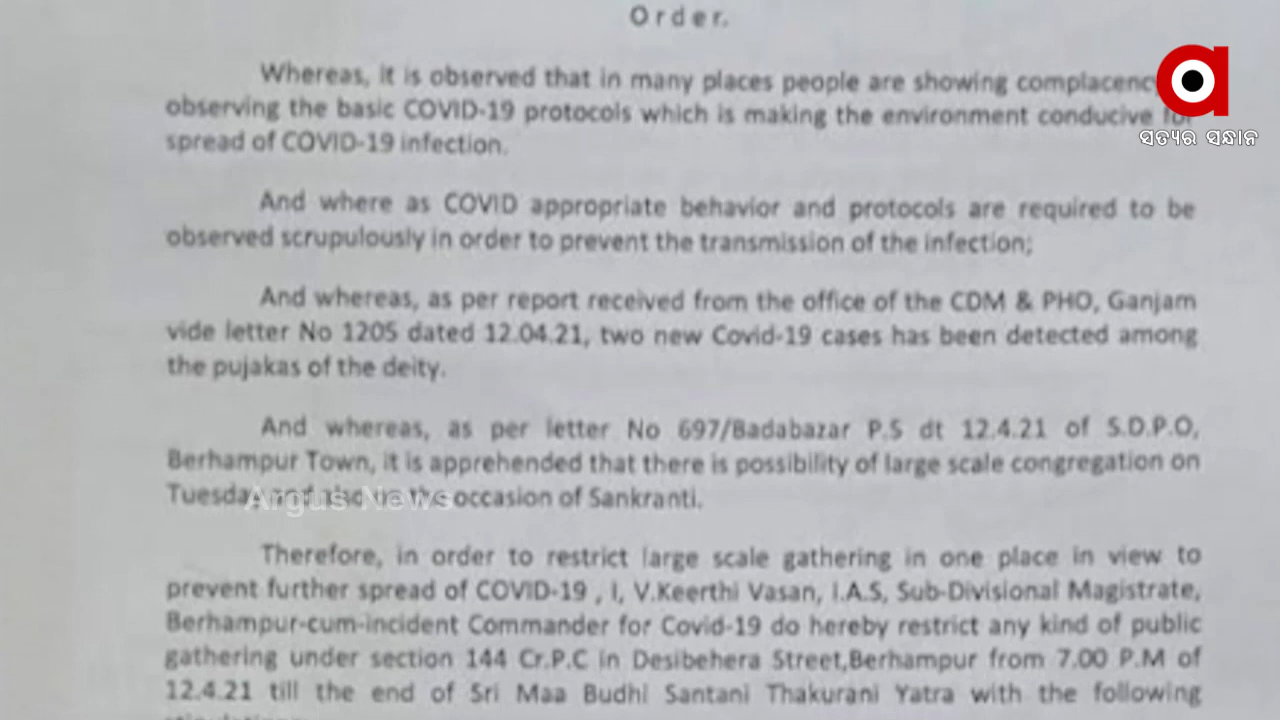 Order.
Whereas, it is observed that in many places people are showing
observing the basic COVID-19 protocols which is making the environment conducive for
spread of COVID-19 infection.
And where as COVID appropriate behavior and protocols are required to be
observed scrupulously in order to prevent the transmission of the infection;
And whereas, as per report received from the office of the CDM & PHO, Ganjam
vide letter No 1205 dated 12.04.21, two new Covid-19 cases has been detected among
the pujakas of the deity.
And whereas, as per letter No 697/Badabazar P.S dt 12.4.21 of S.D.P.O,
Berhampur Town, it is apprehended that there is possibility of large scale congregation on
Tuesday and also on the occasion of Sankranti.
Therefore, in order to restrict large scale gathering in one place in view to
prevent further spread of COVID-19 , I, V.Keerthi Vasan, I.A.S, Sub-Divisional Magistrate,
Berhampur-cum-incident Commander for Covid-19 do hereby restrict any kind of public
gathering under section 144 Cr.P.C in Desibehera Street,Berhampur from 7.00 P.M of
12.4.21 till the end of Sri Maa Budhi Santani Thakurani Yatra with the following
ସତ୍ୟର ସନ୍ଧାନ
Argus News